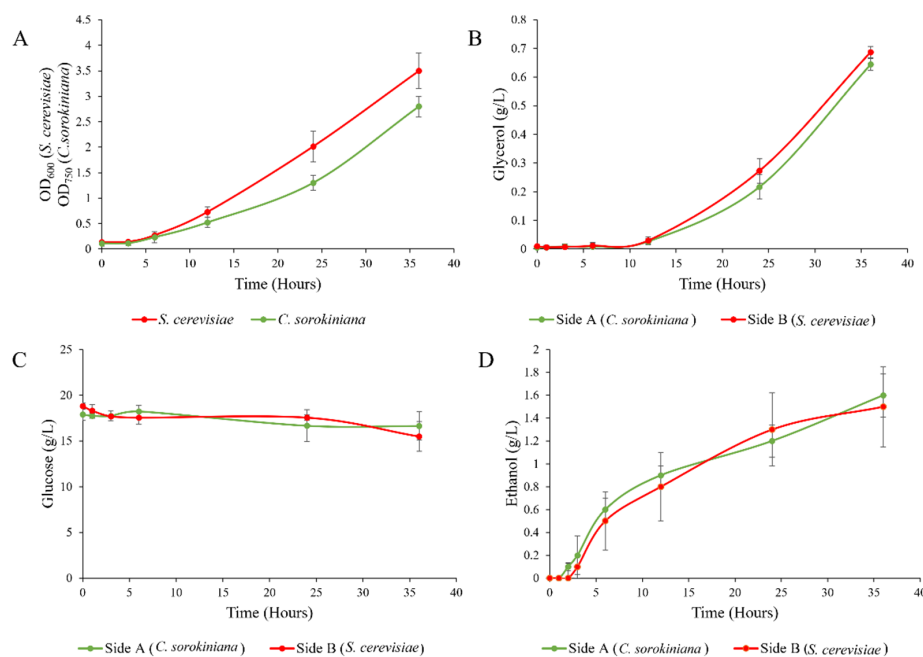 A
OD600 (S. cerevisiae)
OD750 (C.sorokiniana)
4.5
4
3.5
3
2.5
2
1.5
1
0.5
0
0 5 10 15 20 25 30 35 40
Time (Hours)
S. cerevisiae C. sorokiniana
B
Glycerol (g/L)
0.8
0.7
0.6
0.5
0.4
0.3
0.2
0.1
0
0 5 10 15 20 25 30 35 40
Time (Hours)
Side A (C. sorokiniana) Side B (S. cerevisiae)
C
Glucose (g/L)
25
20
15
10
5
0
0 5 10 15 20 25 30 35 40
Time (Hours)
Side A (C. sorokiniana) Side B (S. cerevisiae)
D
Ethanol (g/L)
2
1.8
1.6
1.4
1.2
1
0.8
0.6
0.4
0.2
0
0 5 10 15 20 25 30 35 40
Time (Hours)
Side A (C. sorokiniana) Side B (S. cerevisiae)